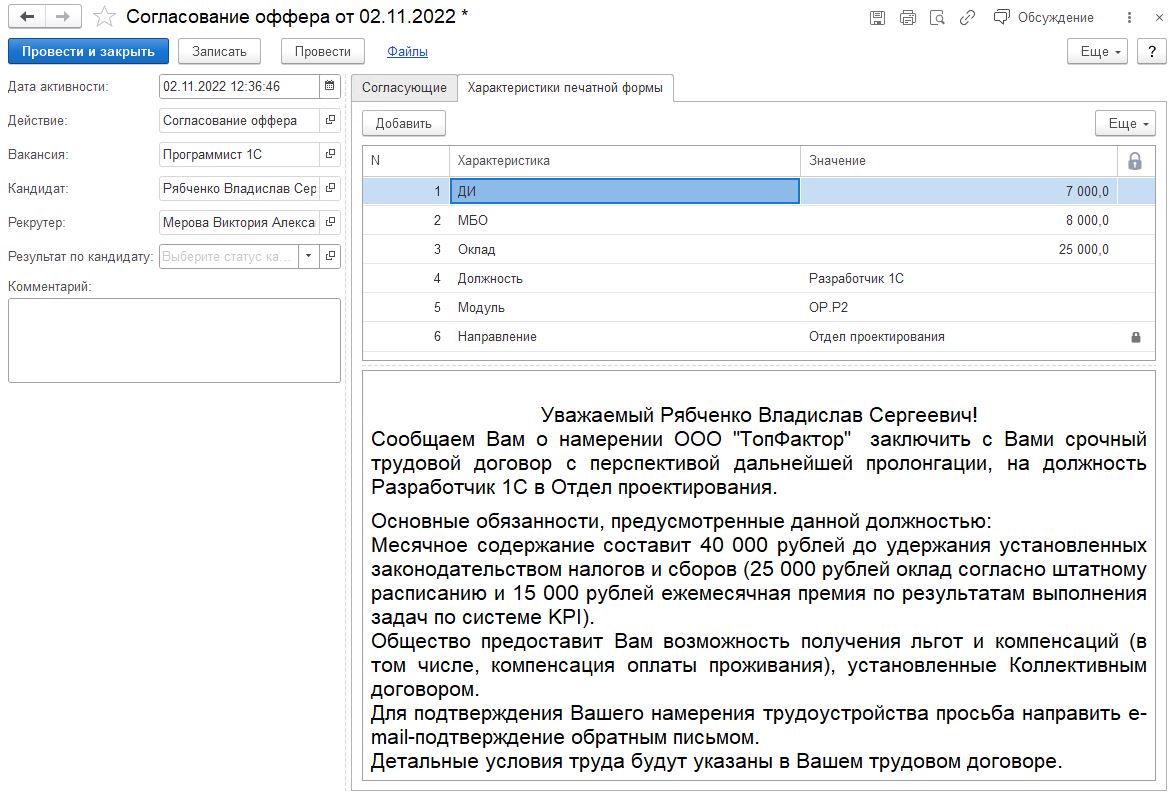 Согласование оффера от 02.11.2022 *
Обсуждение
Провести и закрыть Записать Провести Файлы Еще ?
Дата активности: 02.11.2022 12:36:46
Действие: Согласование оффера
Вакансия: Программист 1С
Кандидат: Рябченко Владислав Сер
Рекрутер: Мерова Виктория Алекса
Результат по кандидату: Выберите статус ка...
Комментарий:
Согласующие Характеристики печатной формы
Добавить Еще
N Характеристика Значение
1 ДИ 7 000,0
2 МБО 8 000,0
3 Оклад 25 000,0
4 Должность Разработчик 1С
5 Модуль ОР.Р2
6 Направление Отдел проектирования
Уважаемый Рябченко Владислав Сергеевич!
Сообщаем Вам о намерении ООО "ТопФактор" заключить с Вами срочный
трудовой договор с перспективой дальнейшей пролонгации, на должность
Разработчик 1С в Отдел проектирования.
Основные обязанности, предусмотренные данной должностью:
Месячное содержание составит 40 000 рублей до удержания установленных
законодательством налогов и сборов (25 000 рублей оклад согласно штатному
расписанию и 15 000 рублей ежемесячная премия по результатам выполнения
задач по системе KPI).
Общество предоставит Вам возможность получения льгот и компенсаций (в
том числе, компенсация оплаты проживания), установленные Коллективным
договором.
Для подтверждения Вашего намерения трудоустройства просьба направить e-
mail-подтверждение обратным письмом.
Детальные условия труда будут указаны в Вашем трудовом договоре.